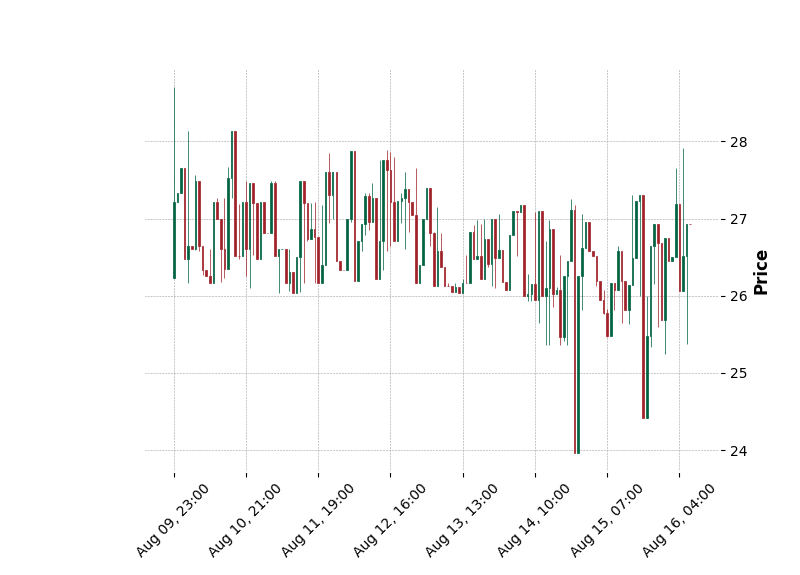 28
27
26
25
24
Price
Aug 09, 23:00
Aug 10, 21:00
Aug 11, 19:00
Aug 12, 16:00
Aug 13, 13:00
Aug 14, 10:00
Aug 15, 07:00
Aug 16, 04:00